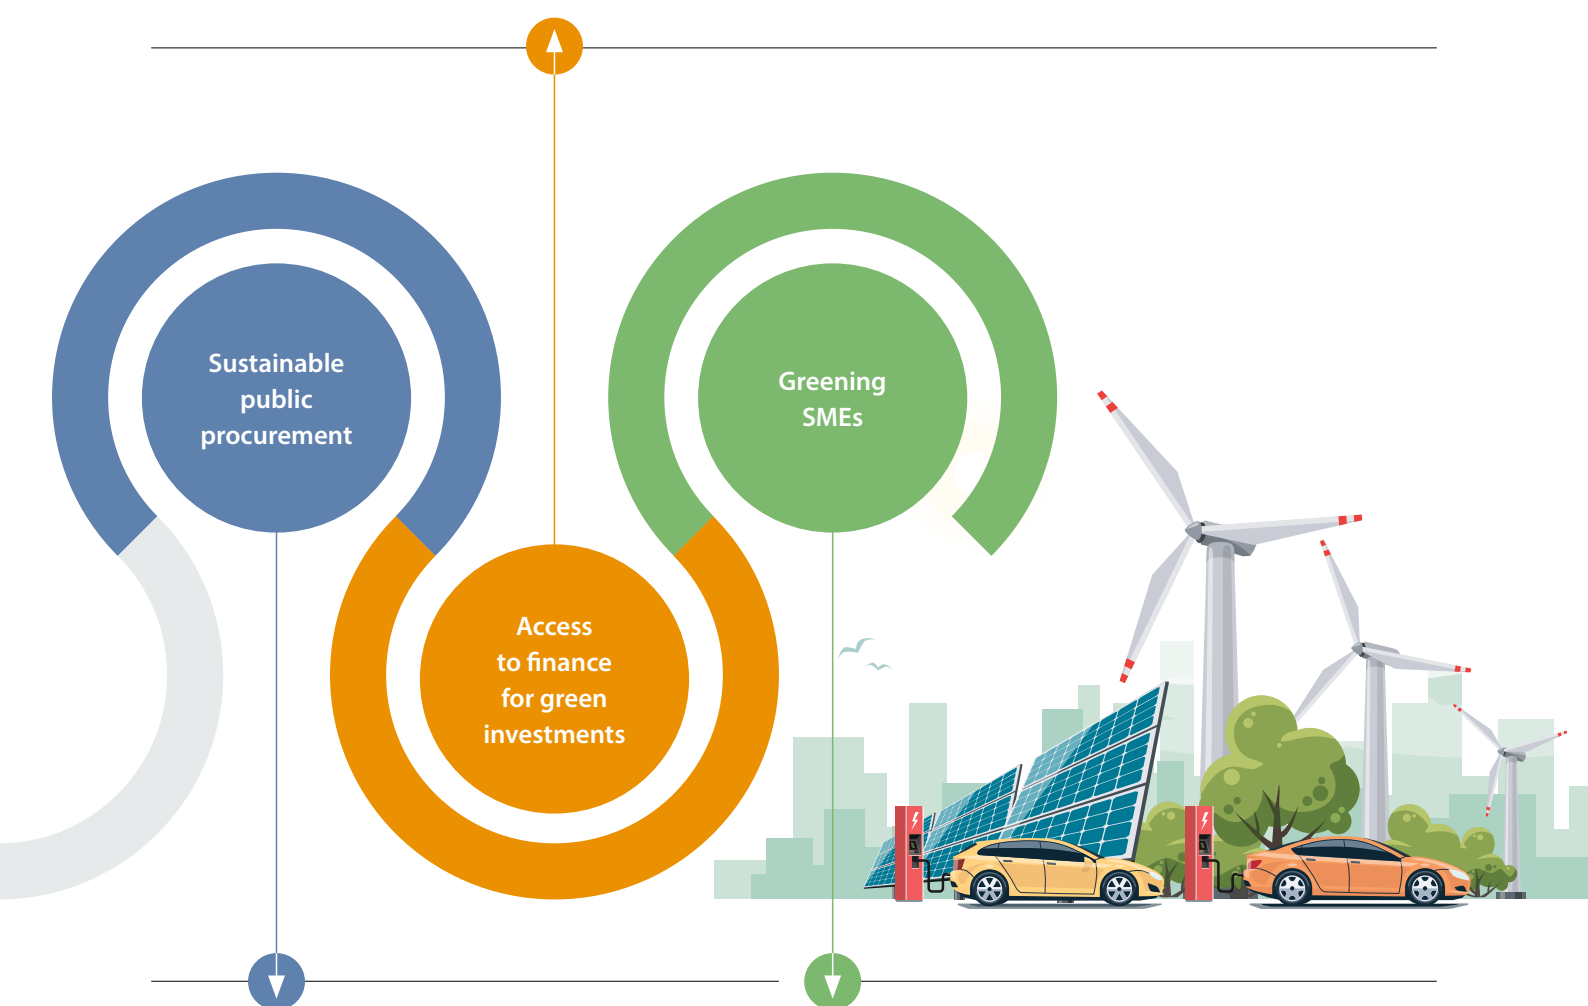 Sustainable
public
procurement
Access
to finance
for green
investments
Greening
SMEs